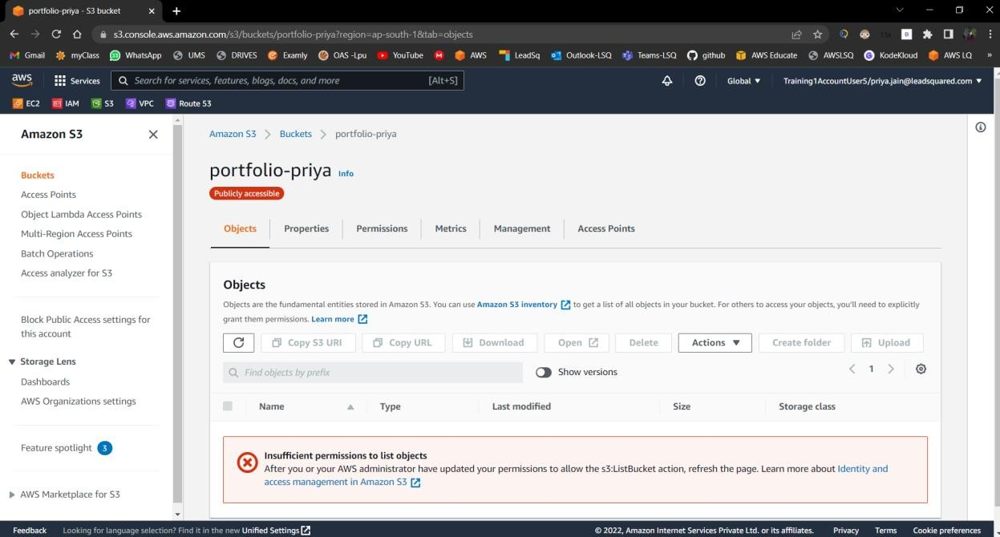 portfolio-priya - S3 bucket
s3.console.aws.amazon.com/s3/buckets/portfolio-priya?region=ap-south-1&tab=objects
Gmail myClass WhatsApp UMS DRIVES Examly OAS -Lpu YouTube AWS LeadSq Outlook-LSQ Teams-LSQ github AWS Educate AWSLSQ KodeKloud AWS LQ »
aws Services Search for services, features, blogs, docs, and more [Alt+S] Global ▼ Training1AccountUser5/priya.jain@leadsquared.com ▼
EC2 IAM S3 VPC Route 53
Amazon S3
Buckets
Access Points
Object Lambda Access Points
Multi-Region Access Points
Batch Operations
Access analyzer for S3
Block Public Access settings for
this account
Storage Lens
Dashboards
AWS Organizations settings
Feature spotlight 3
AWS Marketplace for S3
Amazon S3 > Buckets > portfolio-priya
portfolio-priya Info
Publicly accessible
Objects Properties Permissions Metrics Management Access Points
Objects
Objects are the fundamental entities stored in Amazon S3. You can use Amazon S3 inventory to get a list of all objects in your bucket. For others to access your objects, you'll need to explicitly
grant them permissions. Learn more
Copy S3 URI Copy URL Download Open Delete Actions ▼ Create folder Upload
Find objects by prefix Show versions < 1 >
Name ▲ Type Last modified Size Storage class
Insufficient permissions to list objects
After you or your AWS administrator have updated your permissions to allow the s3:ListBucket action, refresh the page. Learn more about Identity and
access management in Amazon S3
Feedback Looking for language selection? Find it in the new Unified Settings © 2022, Amazon Internet Services Private Ltd. or its affiliates. Privacy Terms Cookie preferences